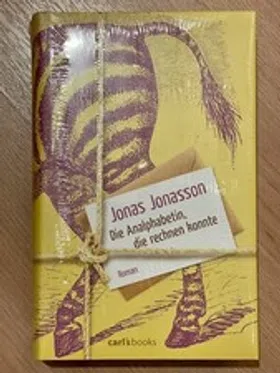 Jonas Jonasson
Die Analphabetin,
die rechnen konnte
Roman
carl's books